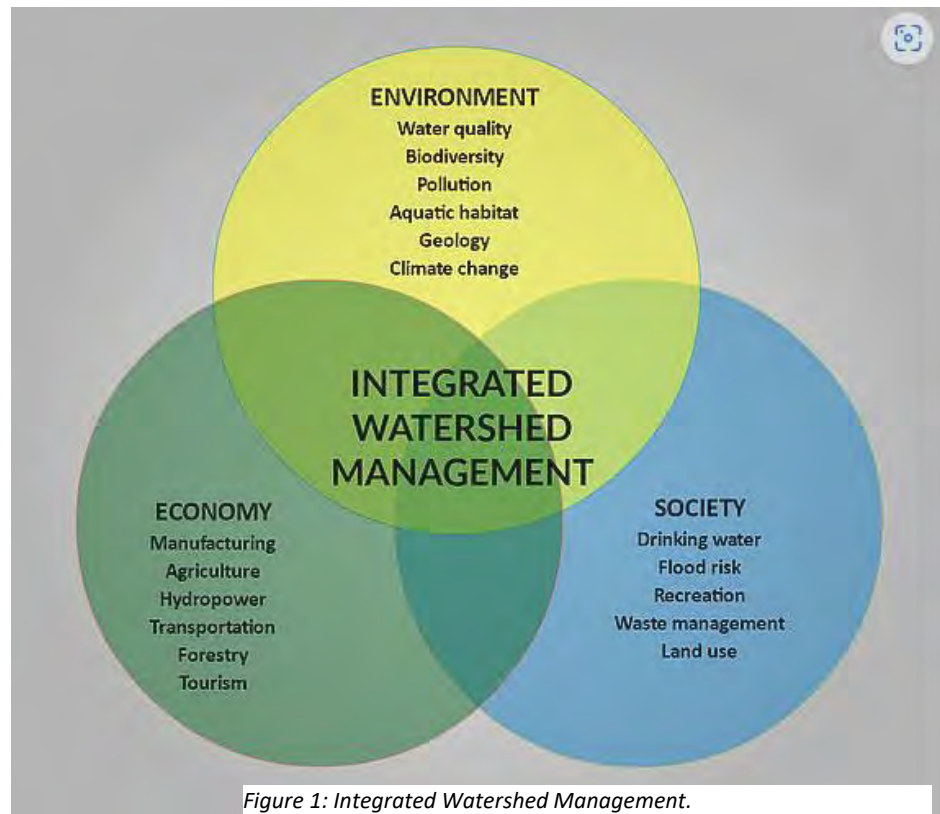 ENVIRONMENT
Water quality
Biodiversity
Pollution
Aquatic habitat
Geology
Climate change
INTEGRATED
WATERSHED
MANAGEMENT
ECONOMY
Manufacturing
Agriculture
Hydropower
Transportation
Forestry
Tourism
SOCIETY
Drinking water
Flood risk
Recreation
Waste management
Land use
Figure 1: Integrated Watershed Management.